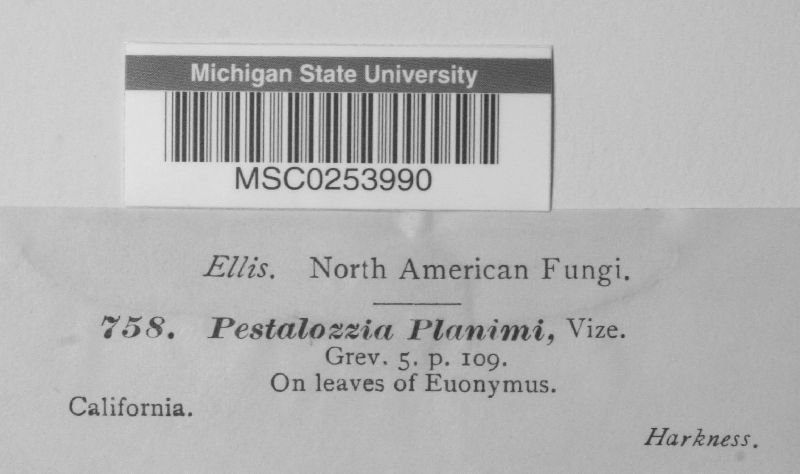 Michigan State University
MSC0253990
Ellis. North American Fungi.
758. Pestalozzia Planimi, Vize.
Grev. 5. p. 109.
On leaves of Euonymus.
California.
Harkness.